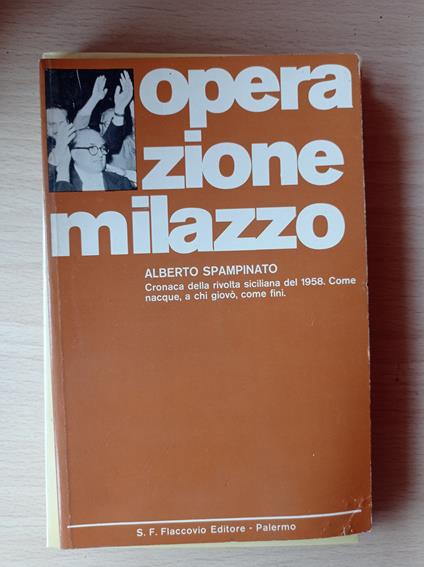 opera
zione
milazzo
ALBERTO SPAMPINATO
Cronaca della rivolta siciliana del 1958. Come
nacque, a chi giovò, come finì.
S. F. Flaccovio Editore - Palermo